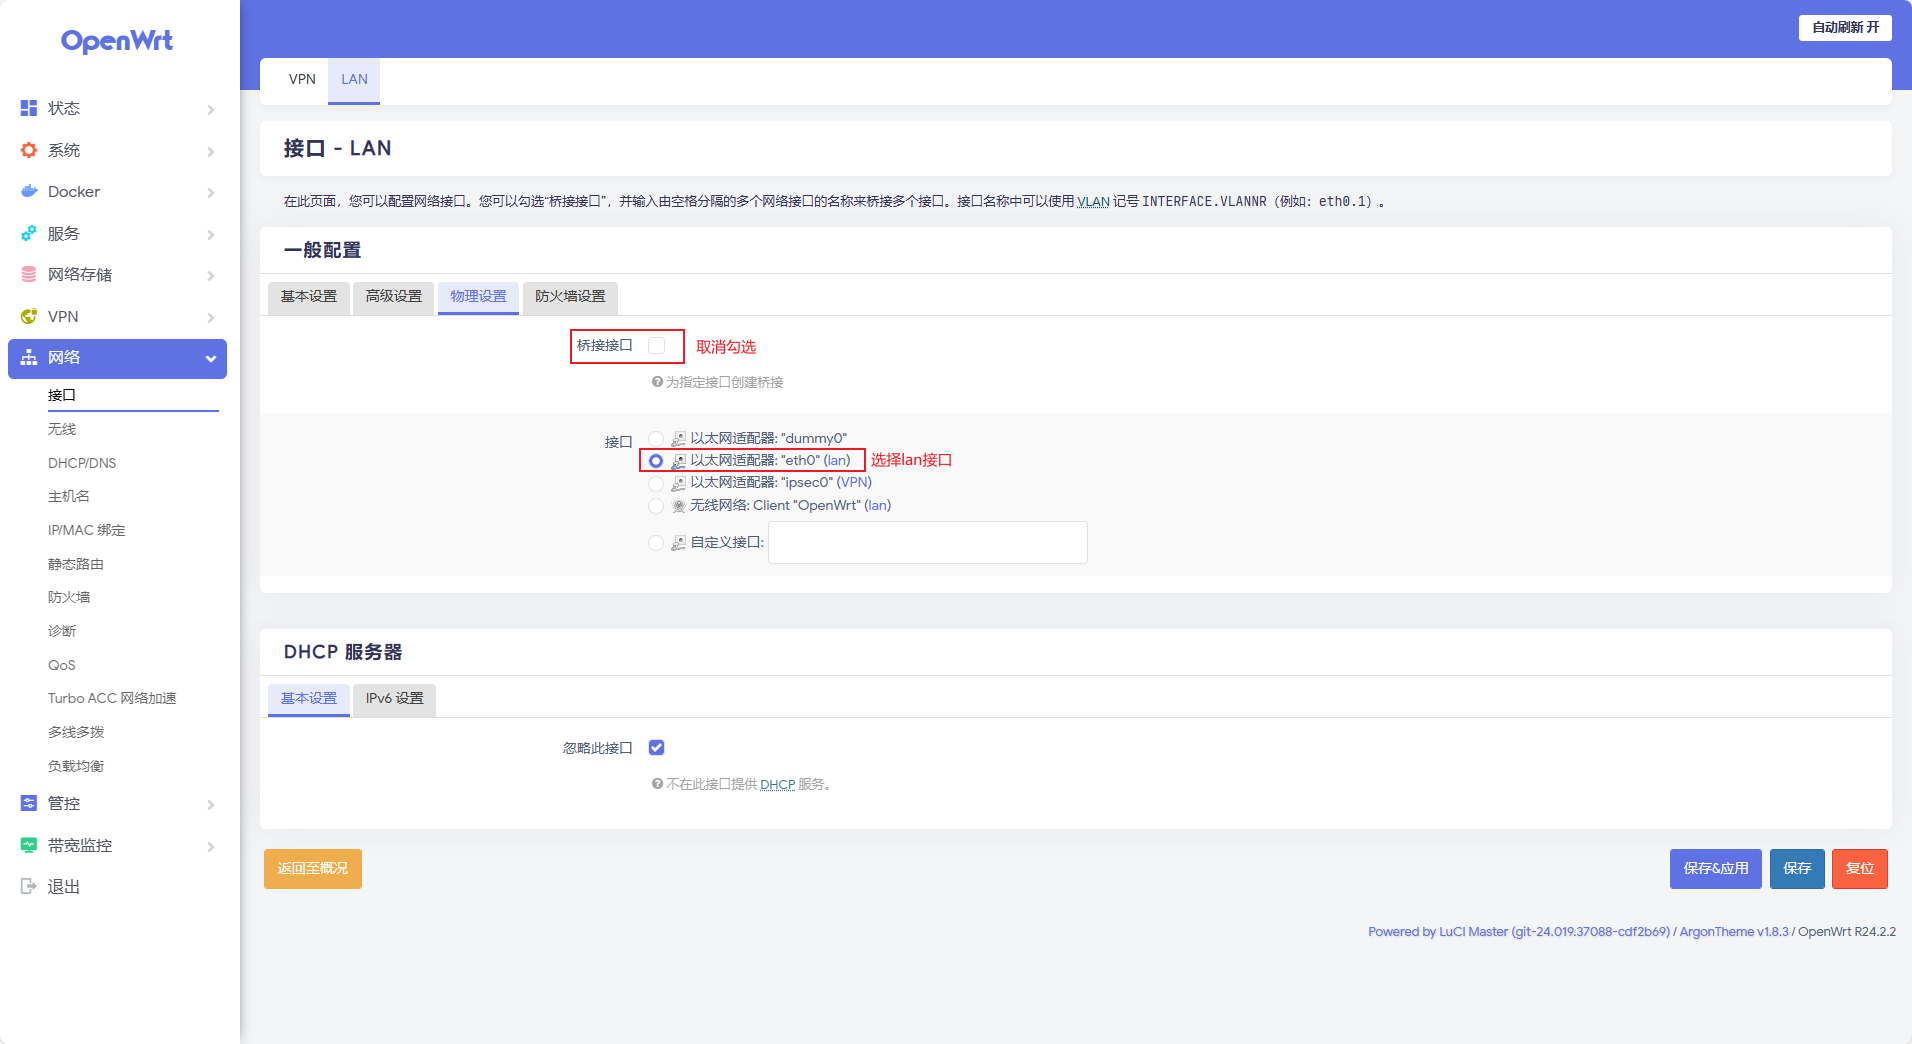 OpenWrt
自动刷新 开
状态
系统
Docker
服务
网络存储
VPN
网络
接口
无线
DHCP/DNS
主机名
IP/MAC 绑定
静态路由
防火墙
诊断
QoS
Turbo ACC 网络加速
多线多拨
负载均衡
管控
带宽监控
退出
VPN LAN
接口 - LAN
在此页面，您可以配置网络接口。您可以勾选“桥接接口”，并输入由空格分隔的多个网络接口的名称来桥接多个接口。接口名称中可以使用 VLAN 记号 INTERFACE.VLANNR（例如: eth0.1）。
一般配置
基本设置 高级设置 物理设置 防火墙设置
桥接接口 取消勾选
为指定接口创建桥接
接口 以太网适配器: "dummy0"
以太网适配器: "eth0" (lan) 选择lan接口
以太网适配器: "ipsec0" (VPN)
无线网络: Client "OpenWrt" (lan)
自定义接口:
DHCP 服务器
基本设置 IPv6 设置
忽略此接口
不在此接口提供 DHCP 服务。
返回至概况 保存&应用 保存 复位
Powered by LuCI Master (git-24.019.37088-cdf2b69) / ArgonTheme v1.8.3 / OpenWrt R24.2.2